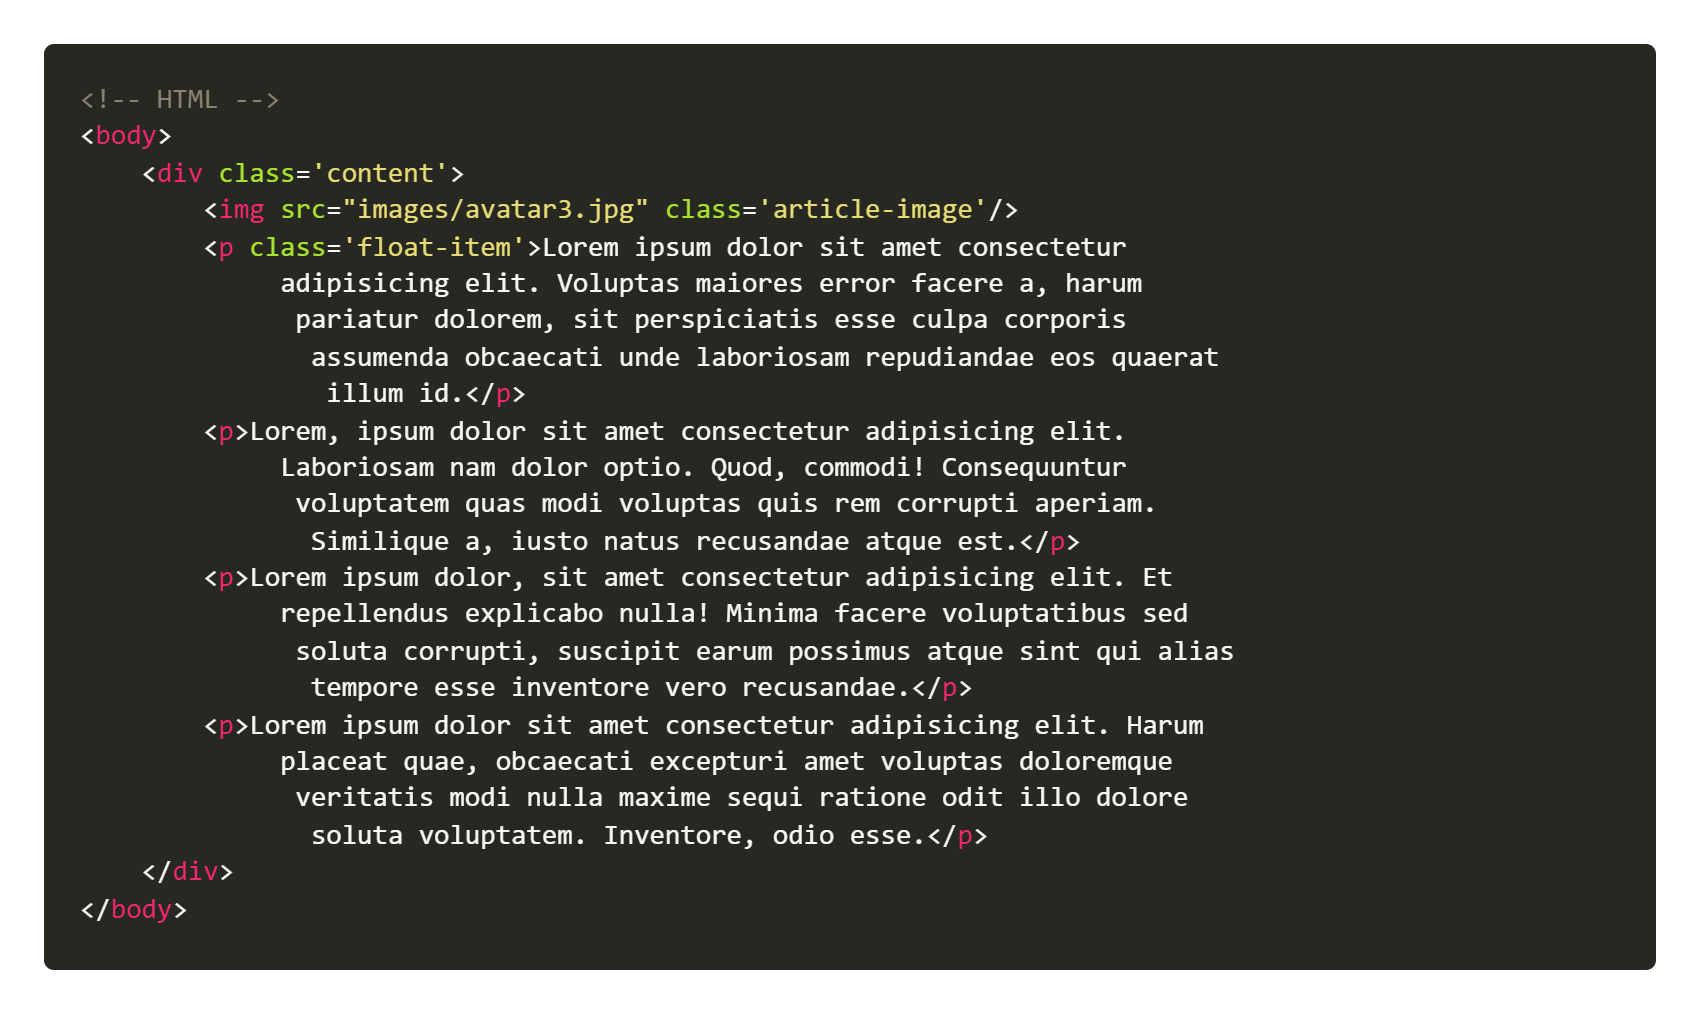 <!-- HTML -->
<body>
    <div class='content'>
        <img src="images/avatar3.jpg" class='article-image'/>
        <p class='float-item'>Lorem ipsum dolor sit amet consectetur
             adipisicing elit. Voluptas maiores error facere a, harum
              pariatur dolorem, sit perspiciatis esse culpa corporis
               assumenda obcaecati unde laboriosam repudiandae eos quaerat
                illum id.</p>
        <p>Lorem, ipsum dolor sit amet consectetur adipisicing elit.
             Laboriosam nam dolor optio. Quod, commodi! Consequuntur
              voluptatem quas modi voluptas quis rem corrupti aperiam.
               Similique a, iusto natus recusandae atque est.</p>
        <p>Lorem ipsum dolor, sit amet consectetur adipisicing elit. Et
             repellendus explicabo nulla! Minima facere voluptatibus sed
              soluta corrupti, suscipit earum possimus atque sint qui alias
               tempore esse inventore vero recusandae.</p>
        <p>Lorem ipsum dolor sit amet consectetur adipisicing elit. Harum
             placeat quae, obcaecati excepturi amet voluptas doloremque
              veritatis modi nulla maxime sequi ratione odit illo dolore
               soluta voluptatem. Inventore, odio esse.</p>
    </div>
</body>